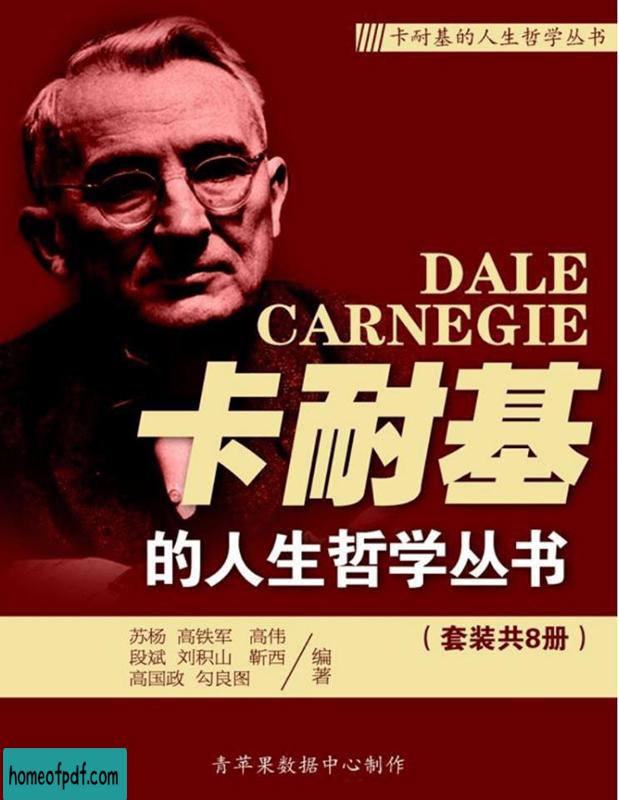 卡耐基的人生哲学丛书
DALE
CARNEGIE
卡耐基
的人生哲学丛书
（套装共8册）
苏杨 高铁军 高伟
段斌 刘积山 靳西
高国政 勾良图
编著
青苹果数据中心制作
homeofpdf.com